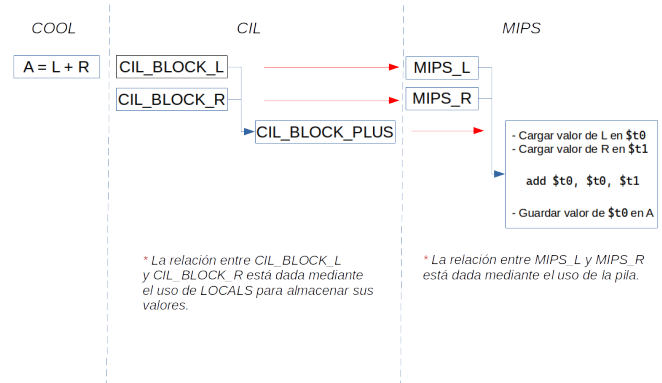 COOL
CIL
MIPS
A = L + R
CIL_BLOCK_L
MIPS_L
CIL_BLOCK_R
MIPS_R
CIL_BLOCK_PLUS
- Cargar valor de L en $t0
- Cargar valor de R en $t1
add $t0, $t0, $t1
- Guardar valor de $t0 en A
* La relación entre CIL_BLOCK_L
y CIL_BLOCK_R está dada mediante
el uso de LOCALS para almacenar sus
valores.
* La relación entre MIPS_L y MIPS_R
está dada mediante el uso de la pila.